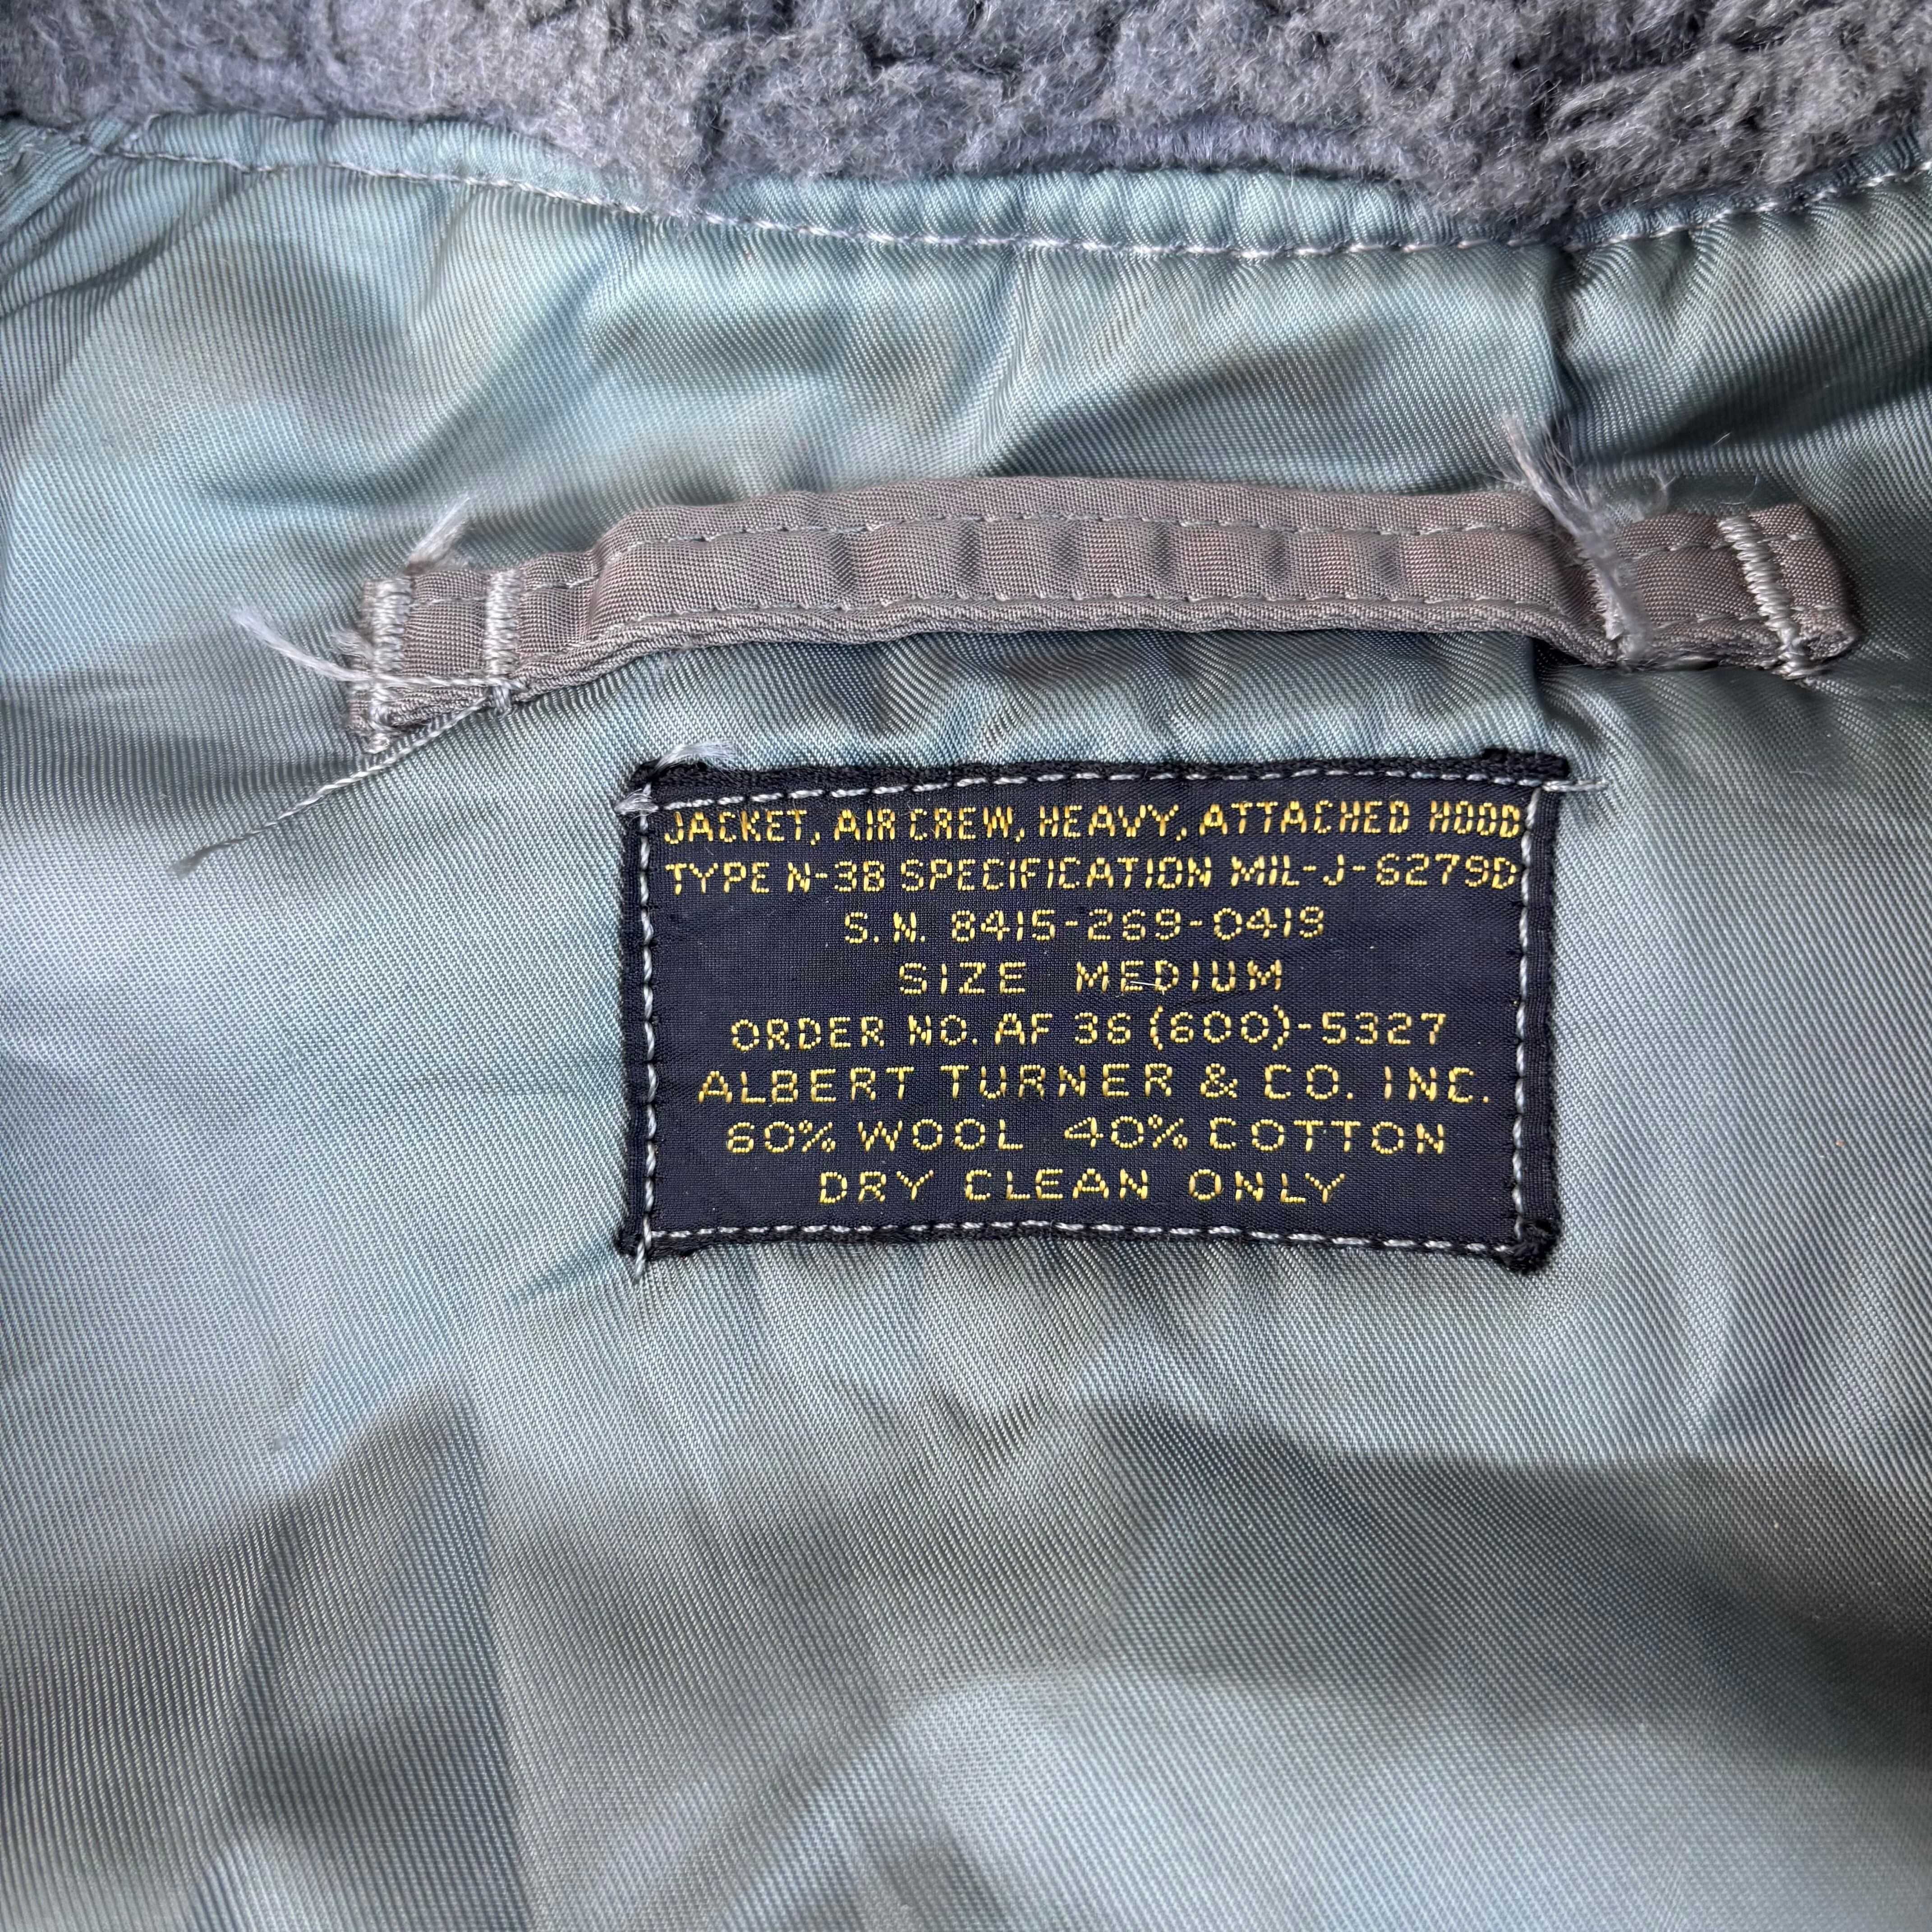 JACKET, AIR CREW, HEAVY, ATTACHED HOOD
TYPE N-3B SPECIFICATION MIL-J-6279D
S.N. 8415-269-0419
SIZE MEDIUM
ORDER NO. AF 36 (600)-5327
ALBERT TURNER & CO. INC.
60% WOOL 40% COTTON
DRY CLEAN ONLY